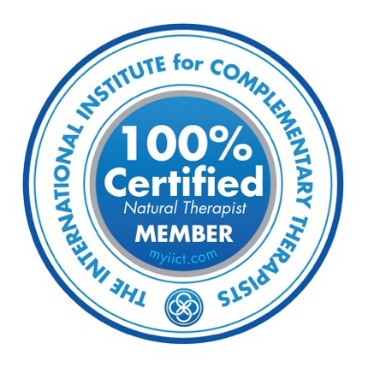 THE INTERNATIONAL INSTITUTE for COMPLEMENTARY THERAPISTS
100%
Certified
Natural Therapist
MEMBER
myiict.com